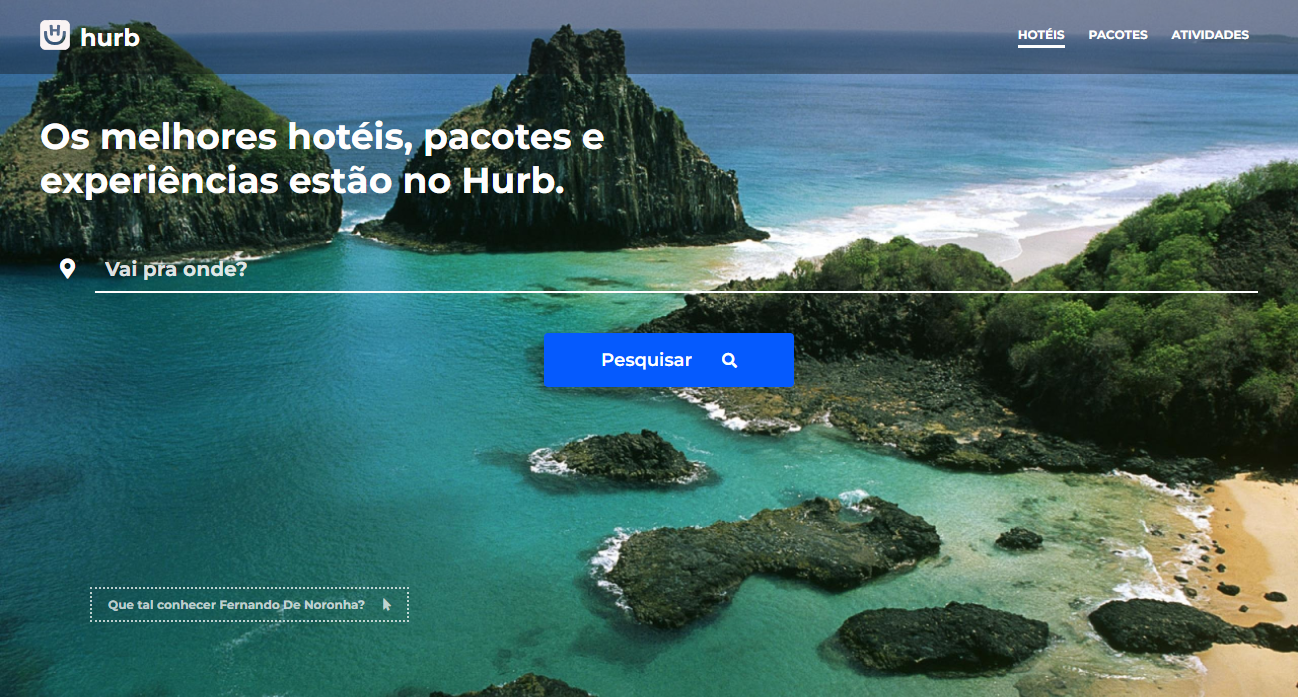 hurb
HOTÉIS PACOTES ATIVIDADES
Os melhores hotéis, pacotes e
experiências estão no Hurb.
Vai pra onde?
Pesquisar
Que tal conhecer Fernando De Noronha?